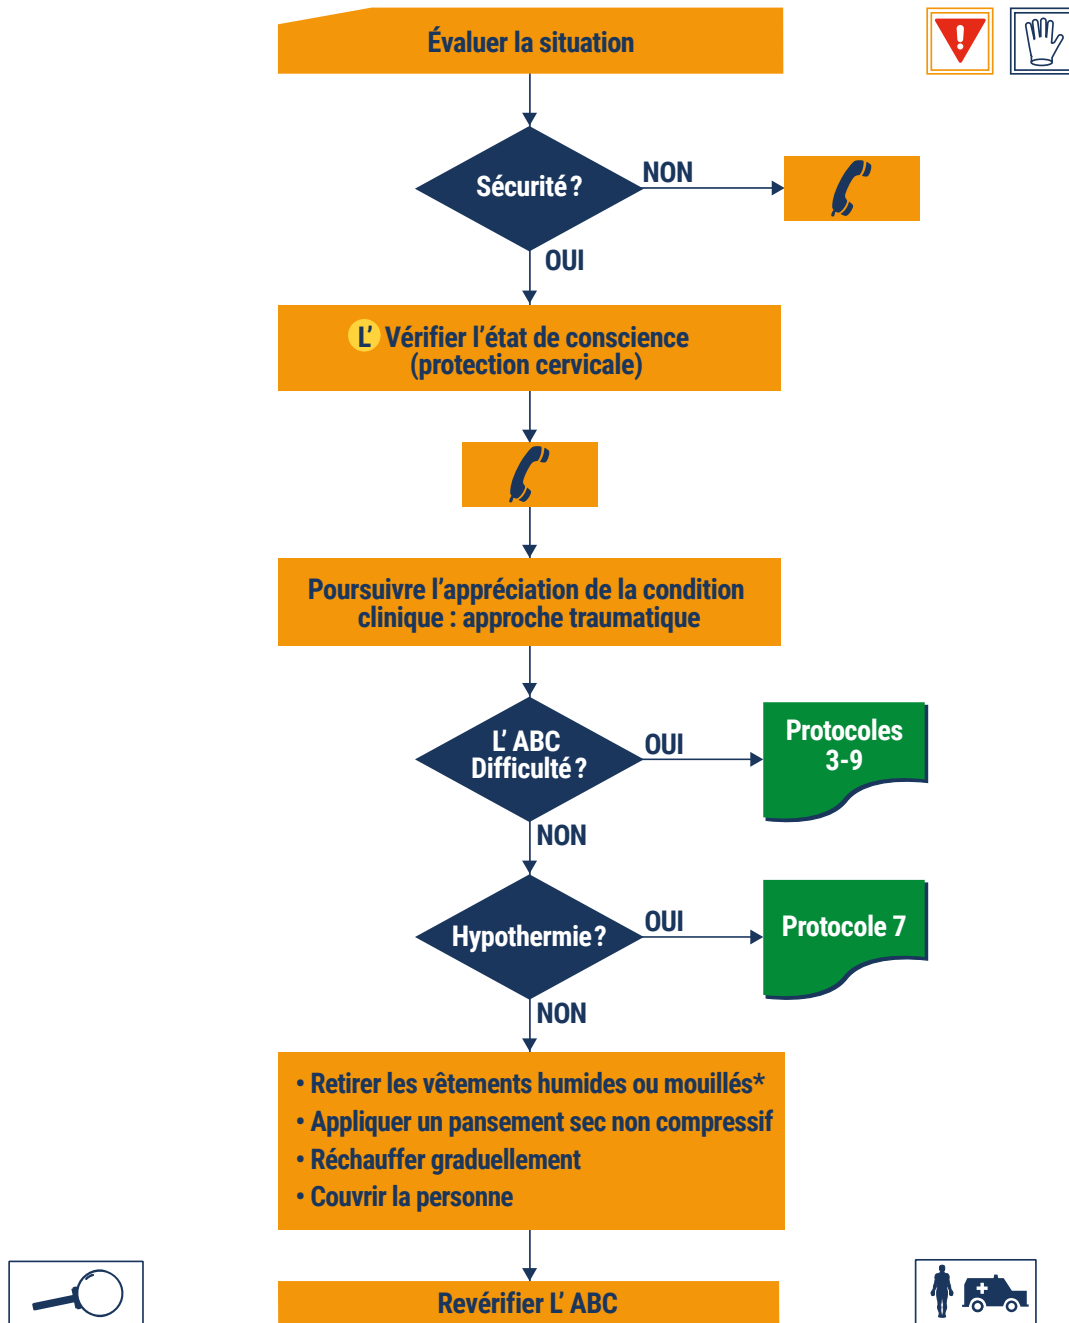 Évaluer la situation
Sécurité ?
NON
OUI
L' Vérifier l'état de conscience
(protection cervicale)
Poursuivre l'appréciation de la condition
clinique : approche traumatique
L' ABC
Difficulté ?
OUI
Protocoles
3-9
NON
Hypothermie ?
OUI
Protocole 7
NON
• Retirer les vêtements humides ou mouillés*
• Appliquer un pansement sec non compressif
• Réchauffer graduellement
• Couvrir la personne
Revérifier L' ABC